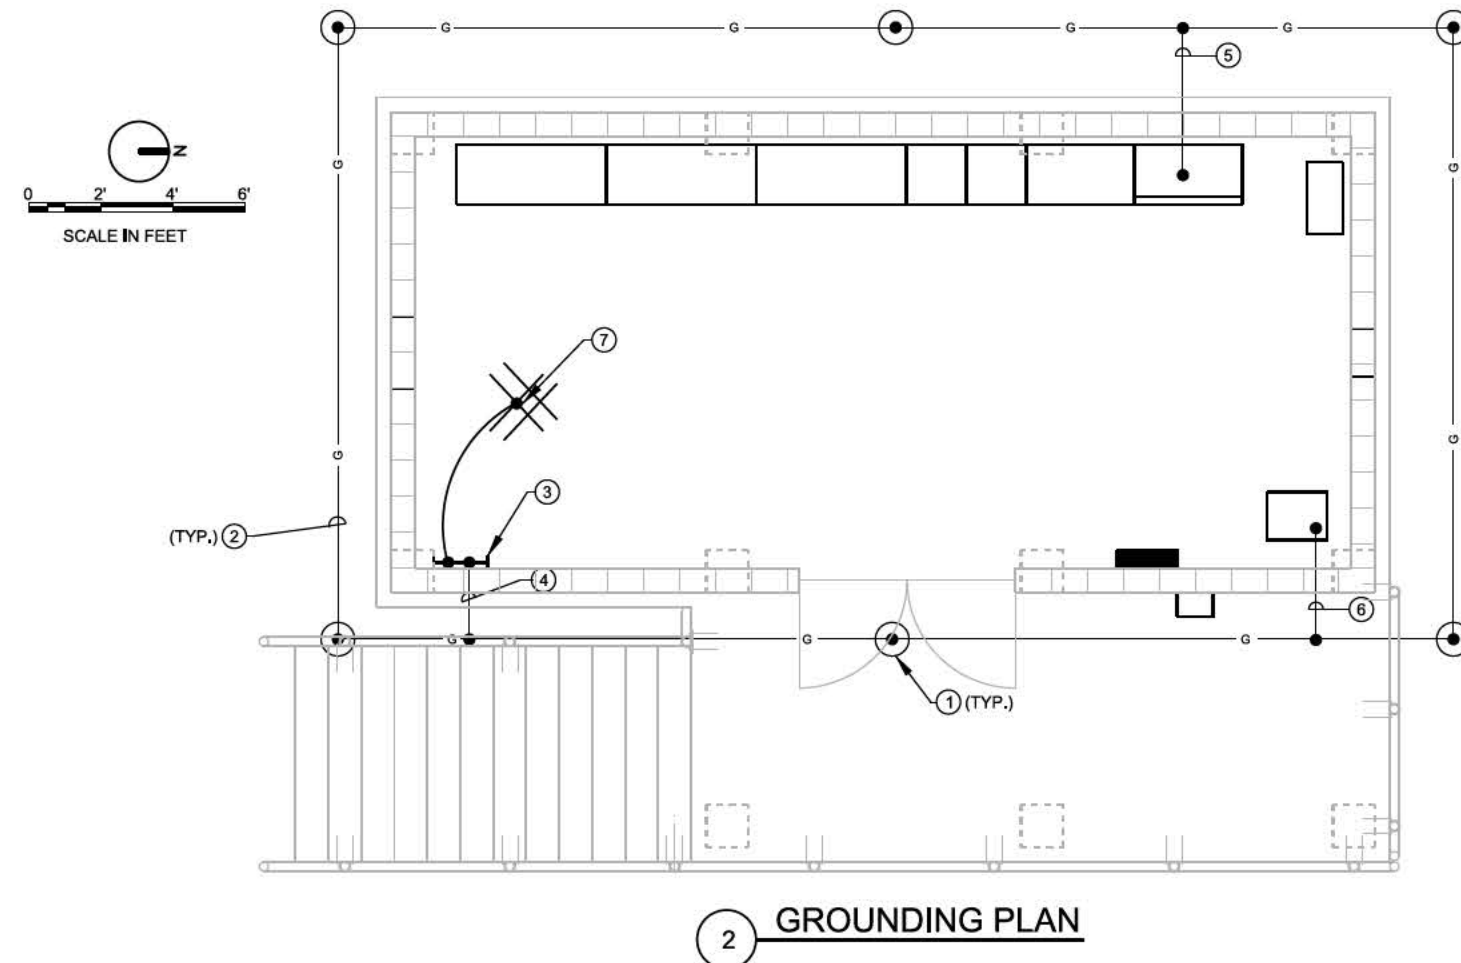 G G G G
5
N
G G
0 2' 4' 6'
SCALE IN FEET
7
G G
3
(TYP.) 2
4
6
G G G
1 (TYP.)
2 GROUNDING PLAN